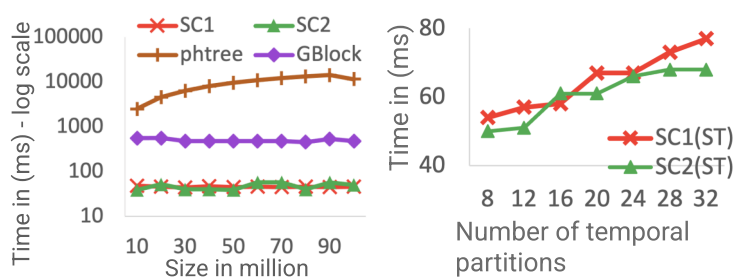 SC1 SC2
phtree GBlock
100000
10000
1000
100
10
Time in (ms) - log scale
10 30 50 70 90
Size in million
80
60
40
Time in (ms)
SC1(ST)
SC2(ST)
8 12 16 20 24 28 32
Number of temporal
partitions